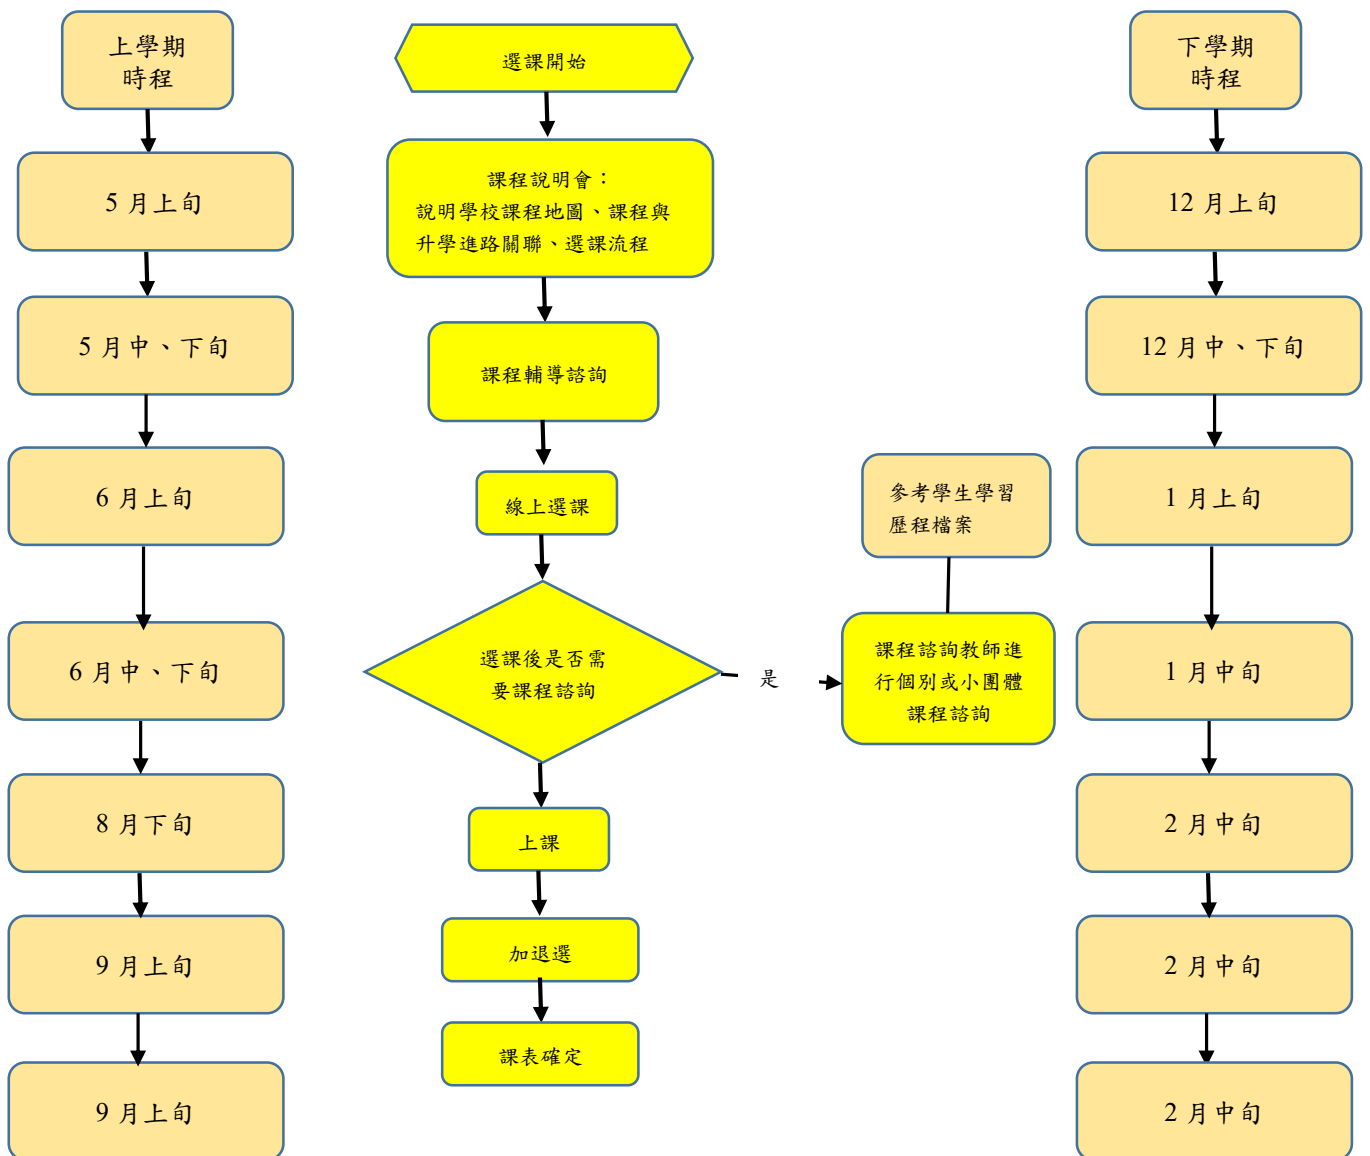 上學期
時程
5 月上旬
5 月中、下旬
6 月上旬
6 月中、下旬
8 月下旬
9 月上旬
9 月上旬
選課開始
課程說明會：
說明學校課程地圖、課程與
升學進路關聯、選課流程
課程輔導諮詢
線上選課
選課後是否需
要課程諮詢
是
參考學生學習
歷程檔案
課程諮詢教師進
行個別或小團體
課程諮詢
上課
加退選
課表確定
下學期
時程
12 月上旬
12 月中、下旬
1 月上旬
1 月中旬
2 月中旬
2 月中旬
2 月中旬